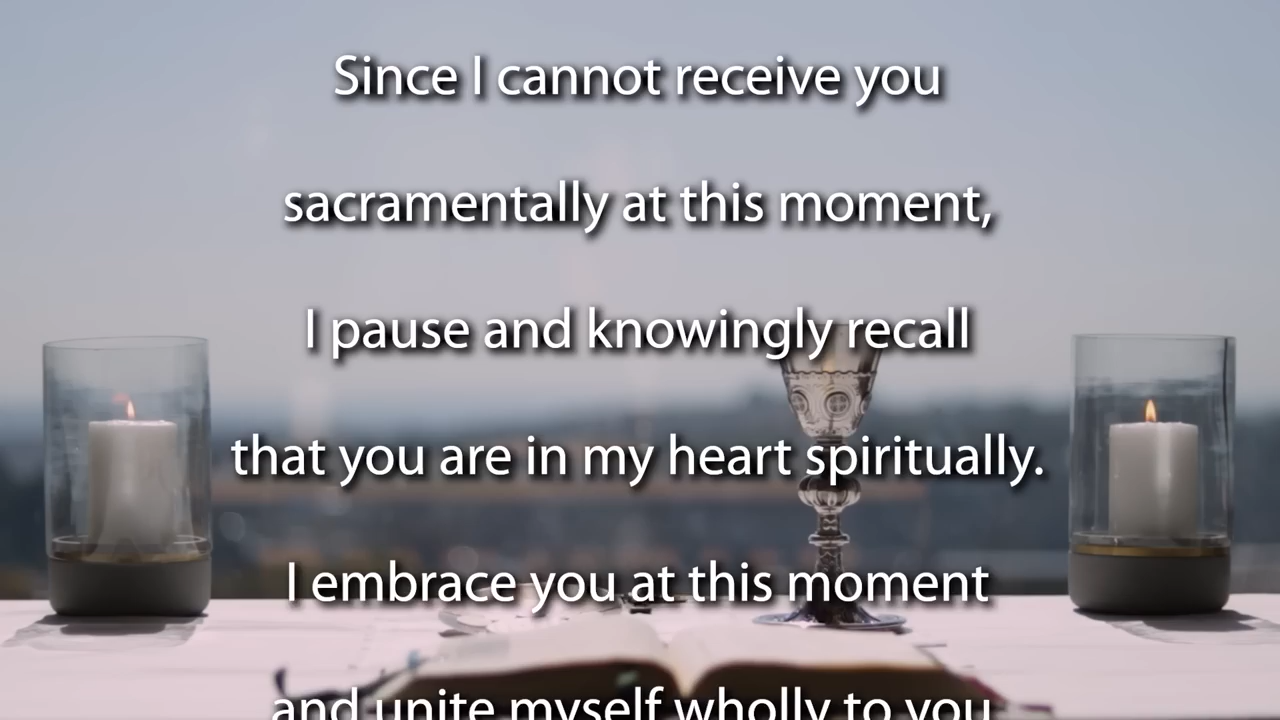 Since I cannot receive you
sacramentally at this moment,
I pause and knowingly recall
that you are in my heart spiritually.
I embrace you at this moment
and unite myself wholly to you